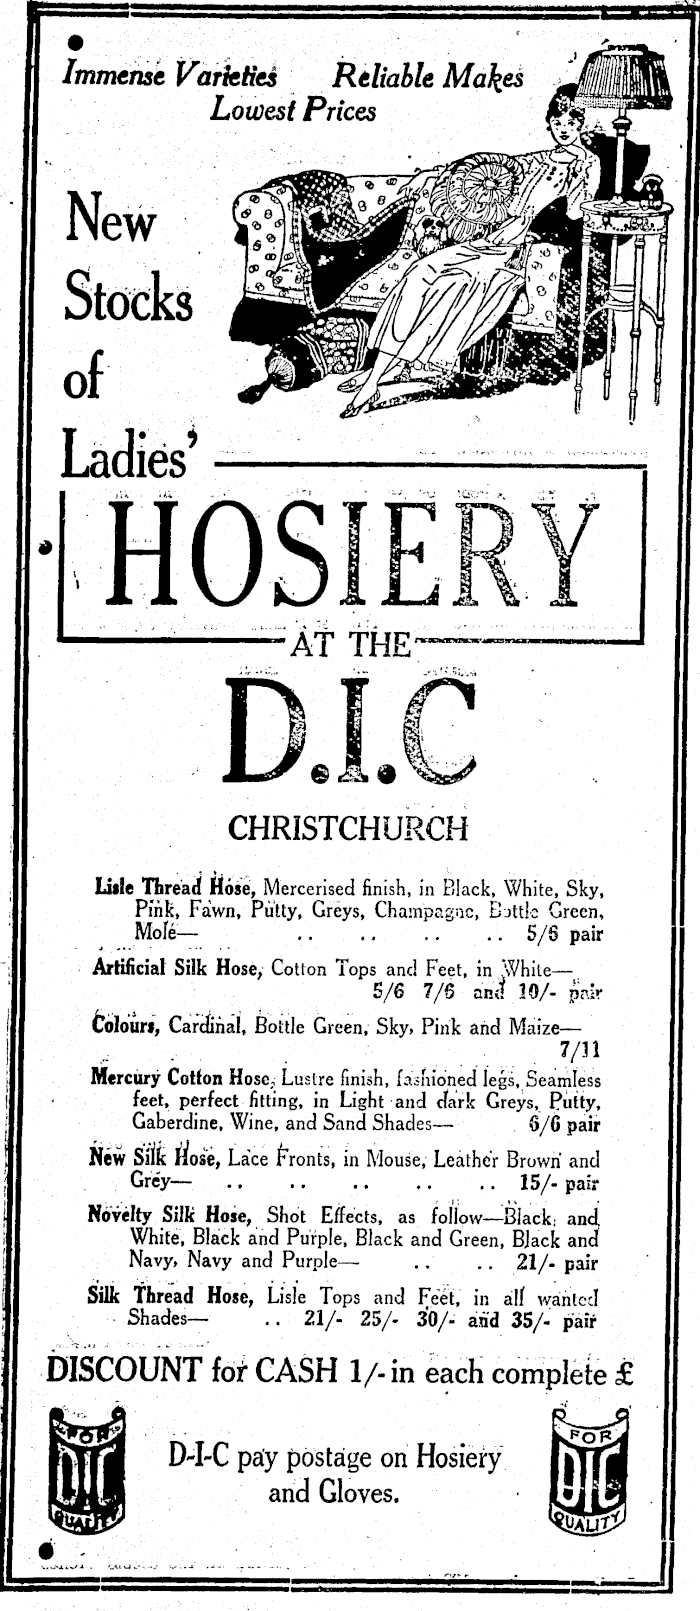 Immense Varieties Reliable Makes
Lowest Prices
New
Stocks
of
Ladies'
HOSIERY
AT THE
D.I.C
CHRISTCHURCH
Lisle Thread Hose, Mercerised finish, in Black, White, Sky,
Pink, Fawn, Putty, Greys, Champagne, Bottle Green,
Mole— .. .. .. .. 5/6 pair
Artificial Silk Hose, Cotton Tops and Feet, in White—
5/6 7/6 and 10/- pair
Colours, Cardinal, Bottle Green, Sky, Pink and Maize—
7/11
Mercury Cotton Hose, Lustre finish, fashioned legs, Seamless
feet, perfect fitting, in Light and dark Greys, Putty,
Gaberdine, Wine, and Sand Shades— 6/6 pair
New Silk Hose, Lace Fronts, in Mouse, Leather Brown and
Grey— .. .. .. .. .. 15/- pair
Novelty Silk Hose, Shot Effects, as follow—Black and
White, Black and Purple, Black and Green, Black and
Navy, Navy and Purple— .. .. 21/- pair
Silk Thread Hose, Lisle Tops and Feet, in all wanted
Shades— .. 21/- 25/- 30/- and 35/- pair
DISCOUNT for CASH 1/- in each complete £
FOR
DIC
QUALITY
D-I-C pay postage on Hosiery
and Gloves.
FOR
DIC
QUALITY